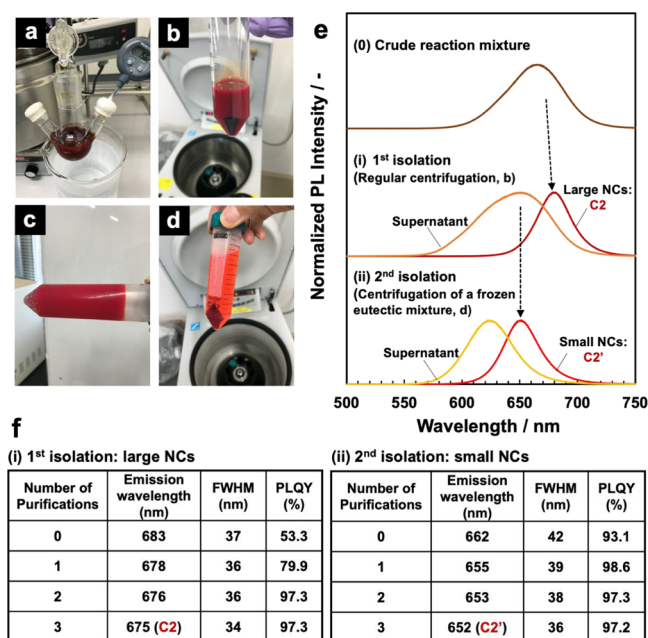 a
b
c
d
e
Normalized PL Intensity / -
(0) Crude reaction mixture
(i) 1st isolation
(Regular centrifugation, b)
Large NCs:
C2
Supernatant
(ii) 2nd isolation
(Centrifugation of a frozen
eutectic mixture, d)
Small NCs:
C2'
Supernatant
500 550 600 650 700 750
Wavelength / nm
f
(i) 1st isolation: large NCs
Number of Purifications Emission wavelength (nm) FWHM (nm) PLQY (%)
0 683 37 53.3
1 678 36 79.9
2 676 36 97.3
3 675 (C2) 34 97.3
(ii) 2nd isolation: small NCs
Number of Purifications Emission wavelength (nm) FWHM (nm) PLQY (%)
0 662 42 93.1
1 655 39 98.6
2 653 38 97.3
3 652 (C2') 36 97.2